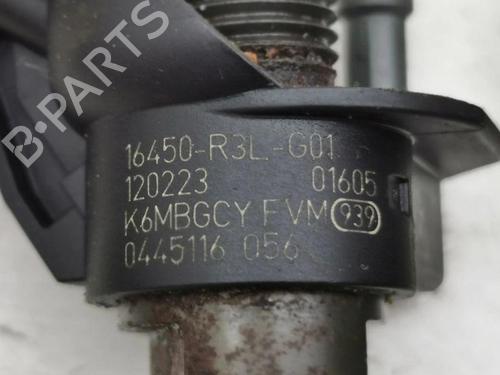 B-PARTS
16450-R3L-G01
120223 01605
K6MBGCY FVM 939
0445116 056